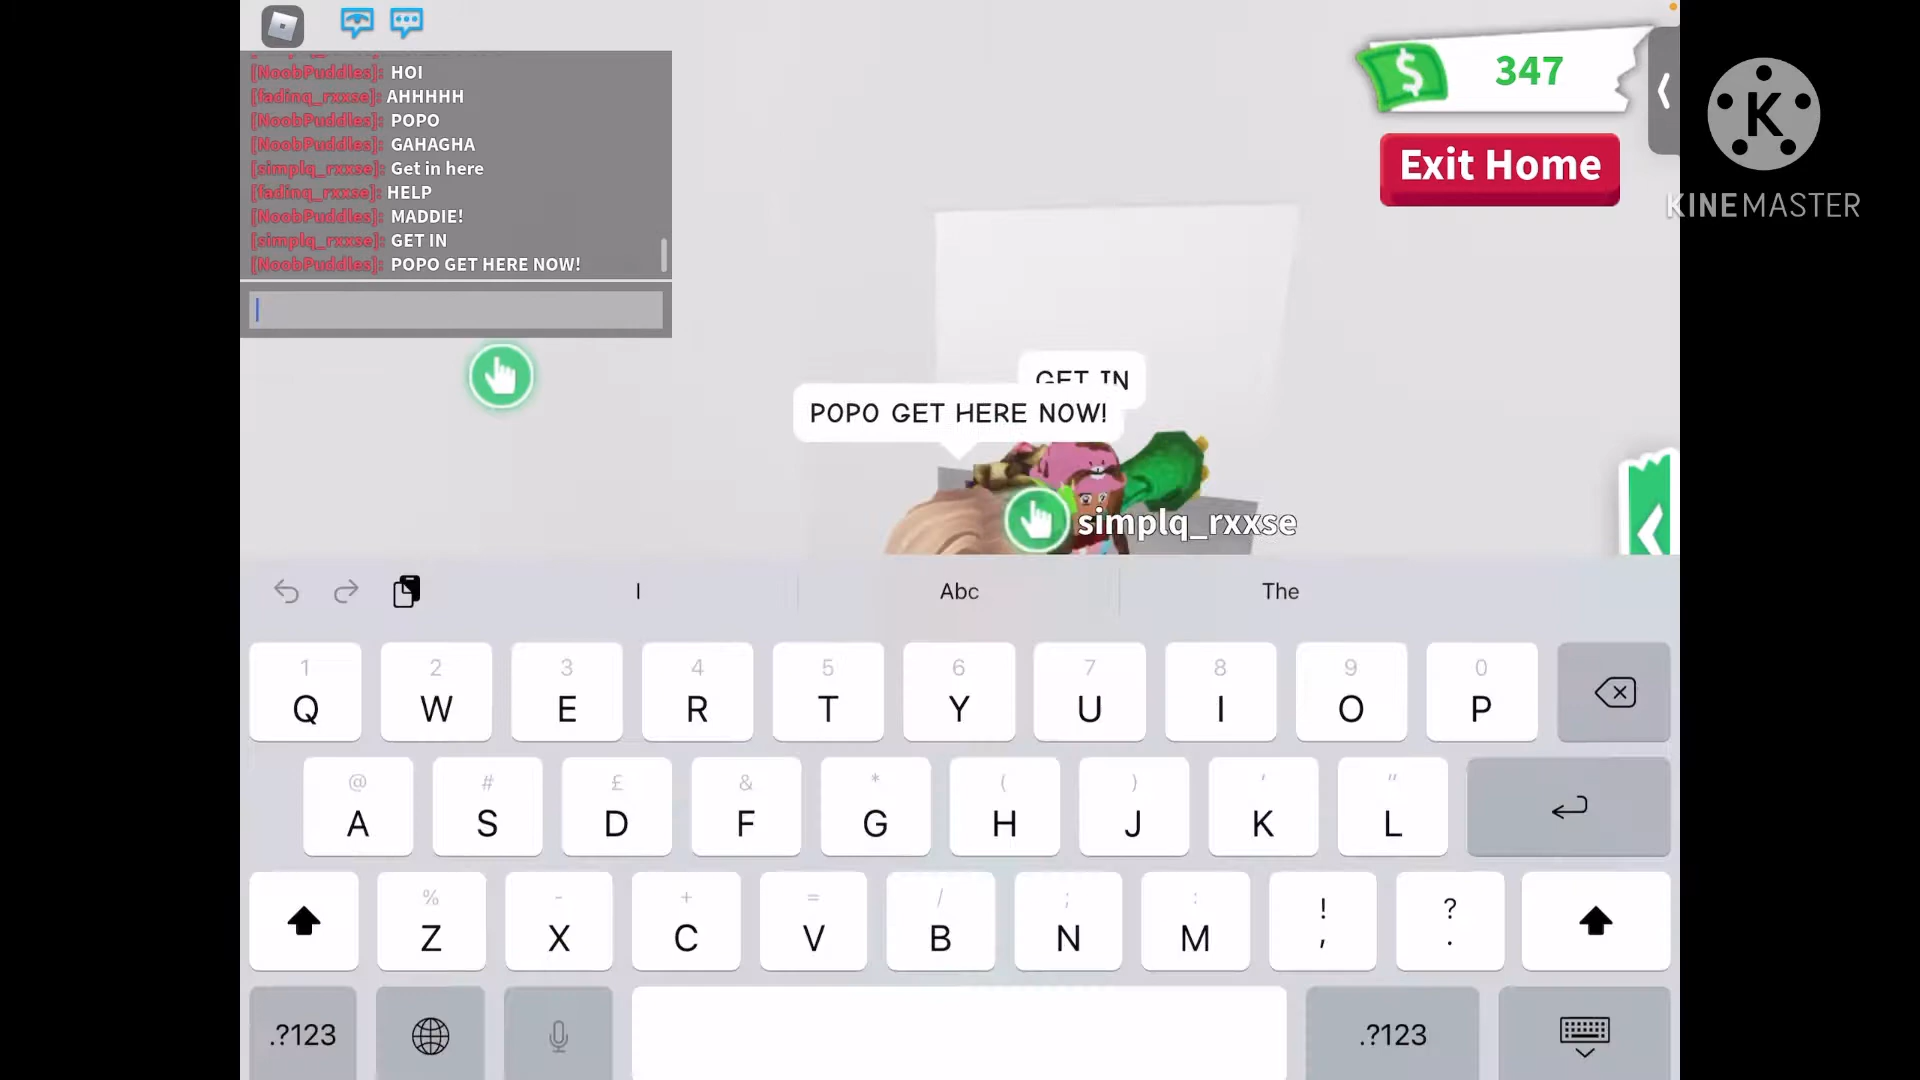 [NoobPuddles]: HOI
[fadinq_rxxse]: AHHHHH
[NoobPuddles]: POPO
[NoobPuddles]: GAHAGHA
[simplq_rxxse]: Get in here
[fadinq_rxxse]: HELP
[NoobPuddles]: MADDIE!
[simplq_rxxse]: GET IN
[NoobPuddles]: POPO GET HERE NOW!
$ 347
Exit Home
K
KINEMASTER
GET IN
POPO GET HERE NOW!
simplq_rxxse
I Abc The
1 2 3 4 5 6 7 8 9 0
Q W E R T Y U I O P
@ # £ & * ( ) ' "
A S D F G H J K L
% - + = / ; : ! ?
Z X C V B N M , .
.?123 .?123